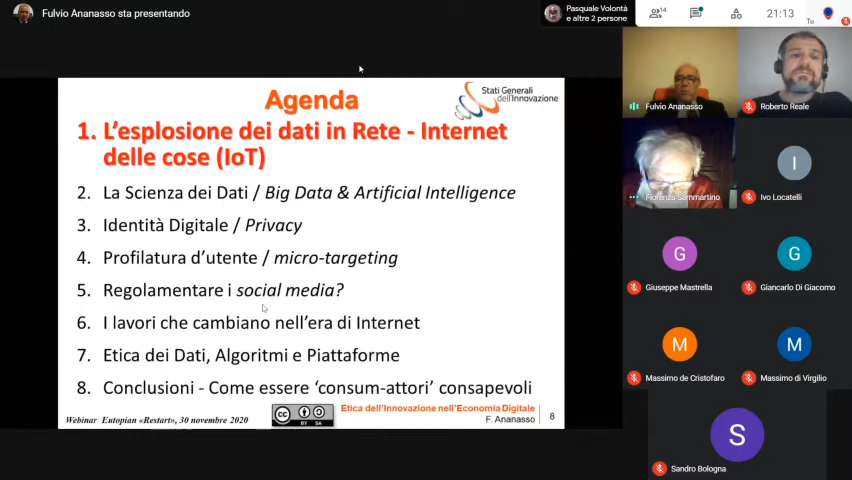 Fulvio Ananasso sta presentando
Pasquale Volontà
e altre 2 persone
14
21:13
Tu
Agenda
Stati Generali
dell'Innovazione
1. L'esplosione dei dati in Rete - Internet
delle cose (IoT)
2. La Scienza dei Dati / Big Data & Artificial Intelligence
3. Identità Digitale / Privacy
4. Profilatura d'utente / micro-targeting
5. Regolamentare i social media?
6. I lavori che cambiano nell'era di Internet
7. Etica dei Dati, Algoritmi e Piattaforme
8. Conclusioni - Come essere 'consum-attori' consapevoli
Webinar Eutopian «Restart», 30 novembre 2020
cc
BY SA
Etica dell'Innovazione nell'Economia Digitale
F. Ananasso
8
Fulvio Ananasso
Roberto Reale
Fiorenza Sammartino
I
Ivo Locatelli
G
Giuseppe Mastrella
G
Giancarlo Di Giacomo
M
Massimo de Cristofaro
M
Massimo di Virgilio
S
Sandro Bologna